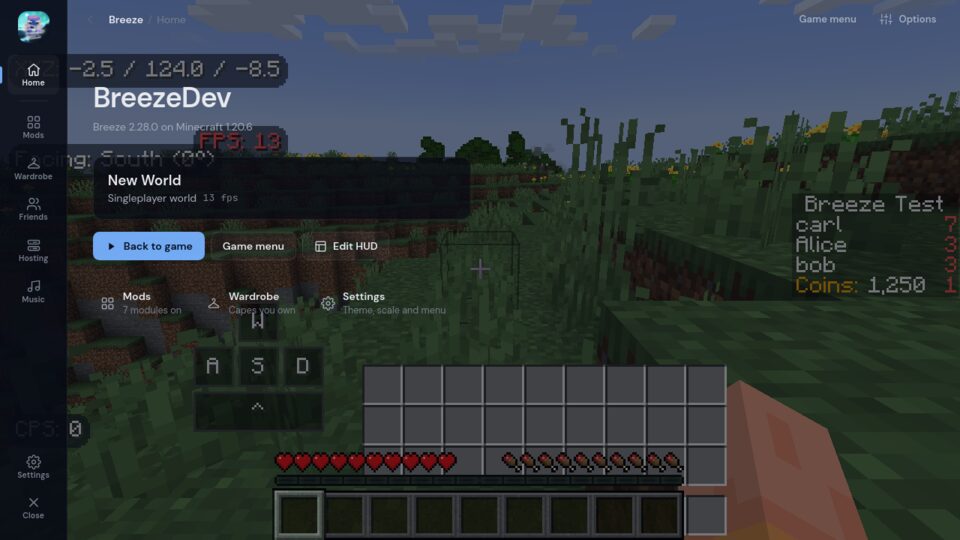 Breeze / Home
Game menu
Options
-2.5 / 124.0 / -8.5
Home
BreezeDev
Breeze 2.28.0 on Minecraft 1.20.6
FPS: 13
Mods
Facing: South (0°)
Wardrobe
New World
Singleplayer world 13 fps
Friends
Breeze Test
carl 7
Alice 3
bob 3
Coins: 1,250 1
Hosting
Back to game
Game menu
Edit HUD
Music
Mods
7 modules on
Wardrobe
Capes you own
Settings
Theme, scale and menu
W
A S D
^
CPS: 0
Settings
Close